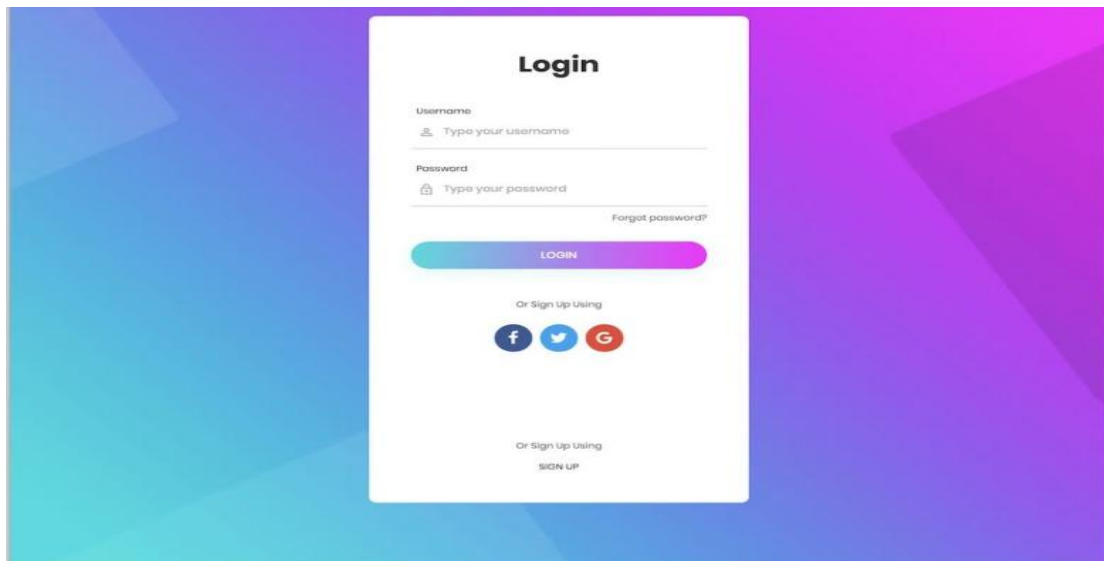 Login
Username
Type your username
Password
Type your password
Forgot password?
LOGIN
Or Sign Up Using
f G
Or Sign Up Using
SIGN UP